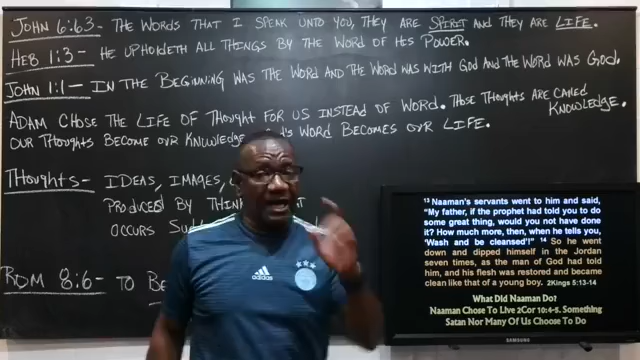 JOHN 6:63- THE WORDS THAT I SPEAK UNTO YOU, THEY ARE SPIRIT AND THEY ARE LIFE.
HEB 1:3- HE UPHOLDETH ALL THINGS BY THE WORD OF HIS POWER.
JOHN 1:1- IN THE BEGINNING WAS THE WORD AND THE WORD WAS WITH GOD AND THE WORD WAS GOD.
ADAM CHOSE THE LIFE OF THOUGHT FOR US INSTEAD OF WORD. THOSE THOUGHTS ARE CALLED
KNOWLEDGE.
OUR THOUGHTS BECOME OUR KNOWLEDGE WORD BECOMES OUR LIFE.
THOUGHTS- IDEAS, IMAGES,
PRODUCED BY
OCCURS
ROM 8:6- TO
adidas
13 Naaman's servants went to him and said,
"My father, if the prophet had told you to do
some great thing, would you not have done
it? How much more, then, when he tells you,
'Wash and be cleansed'!" 14 So he went
down and dipped himself in the Jordan
seven times, as the man of God had told
him, and his flesh was restored and became
clean like that of a young boy. 2Kings 5:13-14
What Did Naaman Do?
Naaman Chose To Live 2Cor 10:4-5. Something
Satan Nor Many Of Us Choose To Do
SAMSUNG